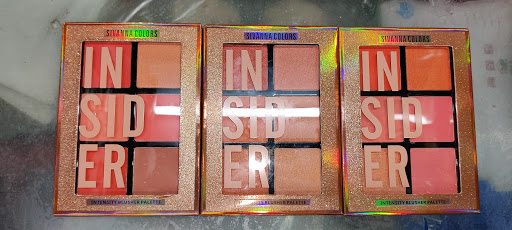 SIVANNA COLORS
IN
SID
ER
INTENSITY BLUSHER PALETTE
SIVANNA COLORS
IN
SID
ER
BLUSHER PALETTE
SIVANNA COLORS
IN
SID
ER
INTENSITY BLUSHER PALETTE